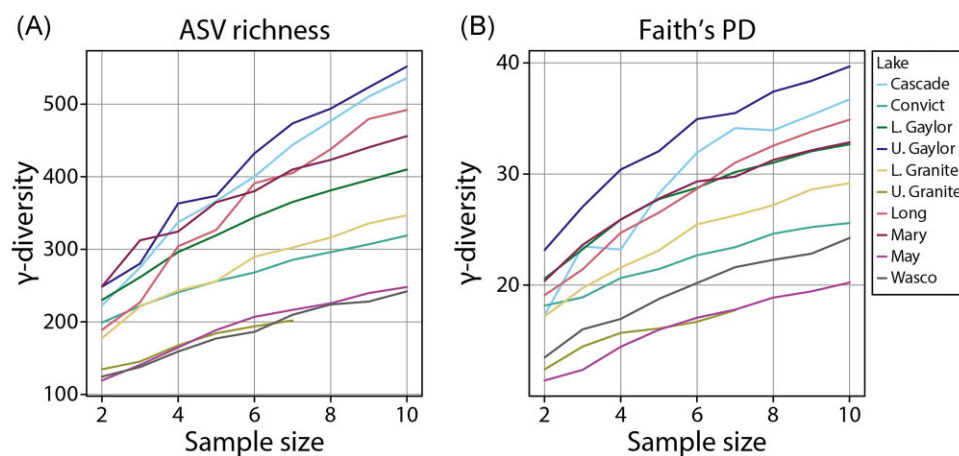 (A)
ASV richness
γ-diversity
500
400
300
200
100
2 4 6 8 10
Sample size
(B)
Faith's PD
γ-diversity
40
30
20
2 4 6 8 10
Sample size
Lake
Cascade
Convict
L. Gaylor
U. Gaylor
L. Granite
U. Granite
Long
Mary
May
Wasco